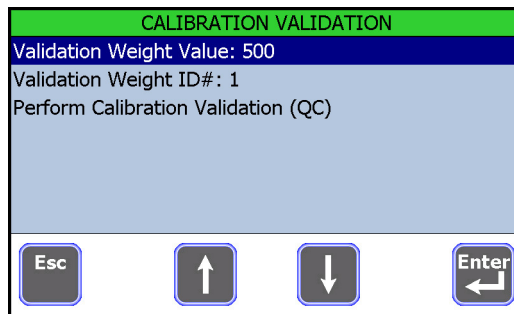 CALIBRATION VALIDATION
Validation Weight Value: 500
Validation Weight ID#: 1
Perform Calibration Validation (QC)
Esc
Enter